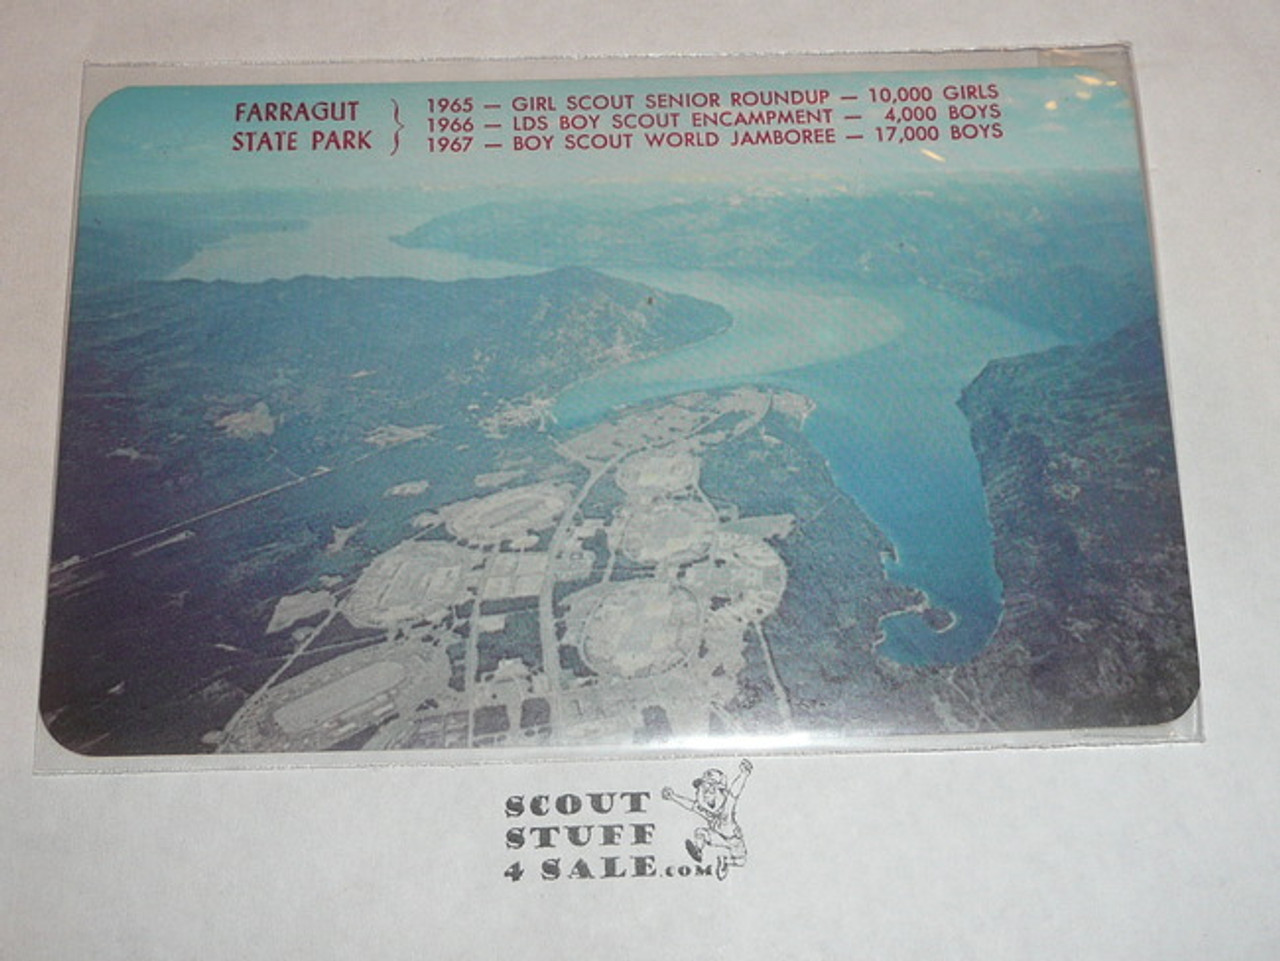 FARRAGUT
STATE PARK
1965 — GIRL SCOUT SENIOR ROUNDUP — 10,000 GIRLS
1966 — LDS BOY SCOUT ENCAMPMENT — 4,000 BOYS
1967 — BOY SCOUT WORLD JAMBOREE — 17,000 BOYS
SCOUT
STUFF
4 SALE.COM